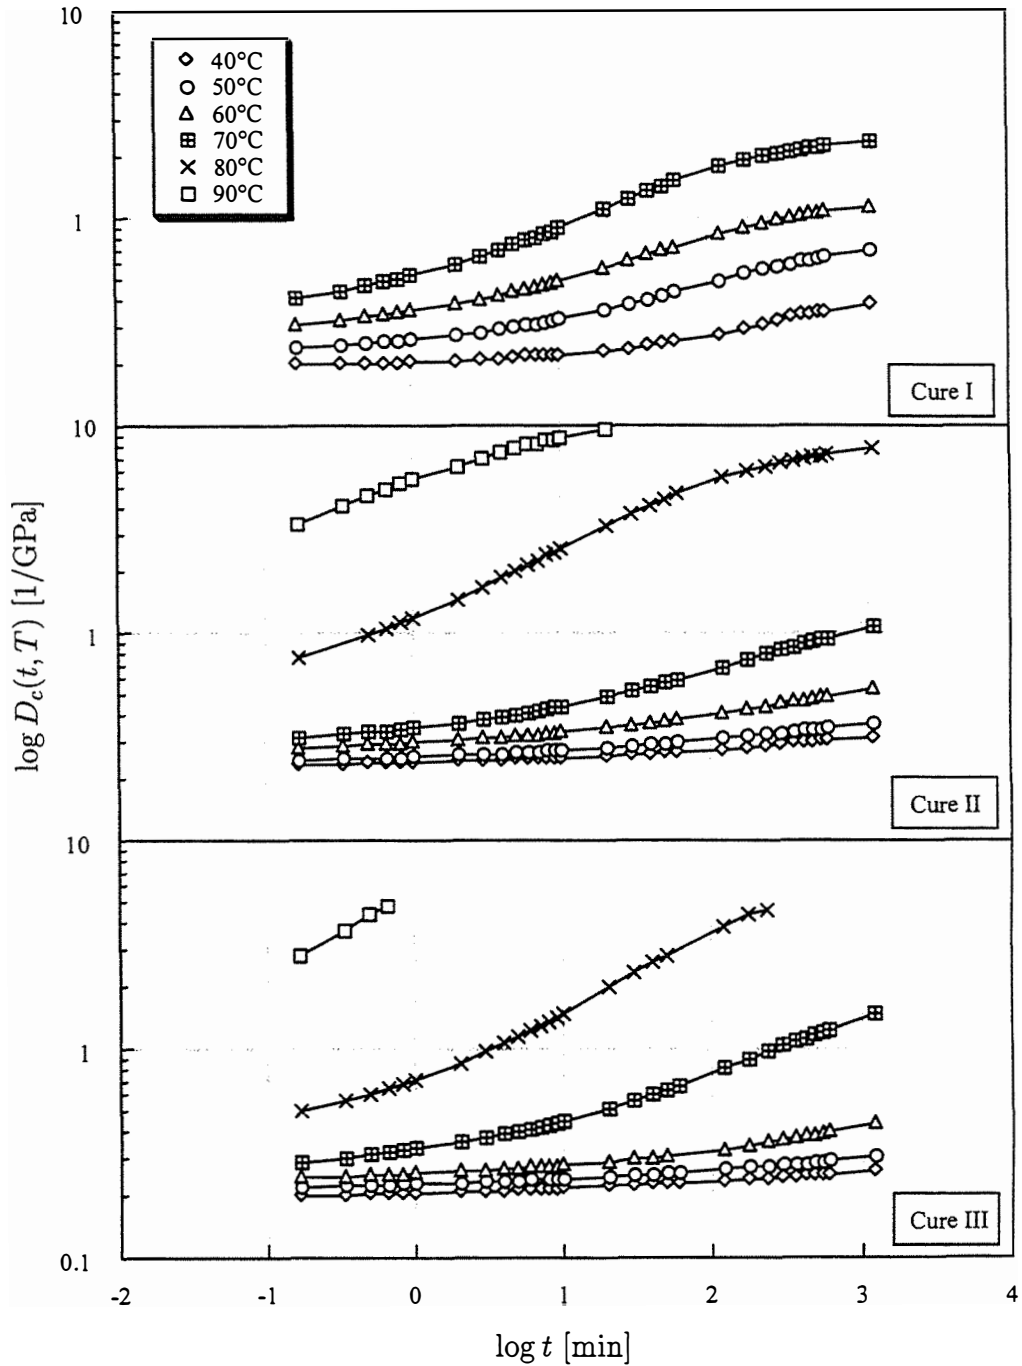 10
40°C
50°C
60°C
70°C
80°C
90°C
1
Cure I
10
log D_c(t, T) [1/GPa]
1
Cure II
10
1
Cure III
0.1
-2 -1 0 1 2 3 4
log t [min]